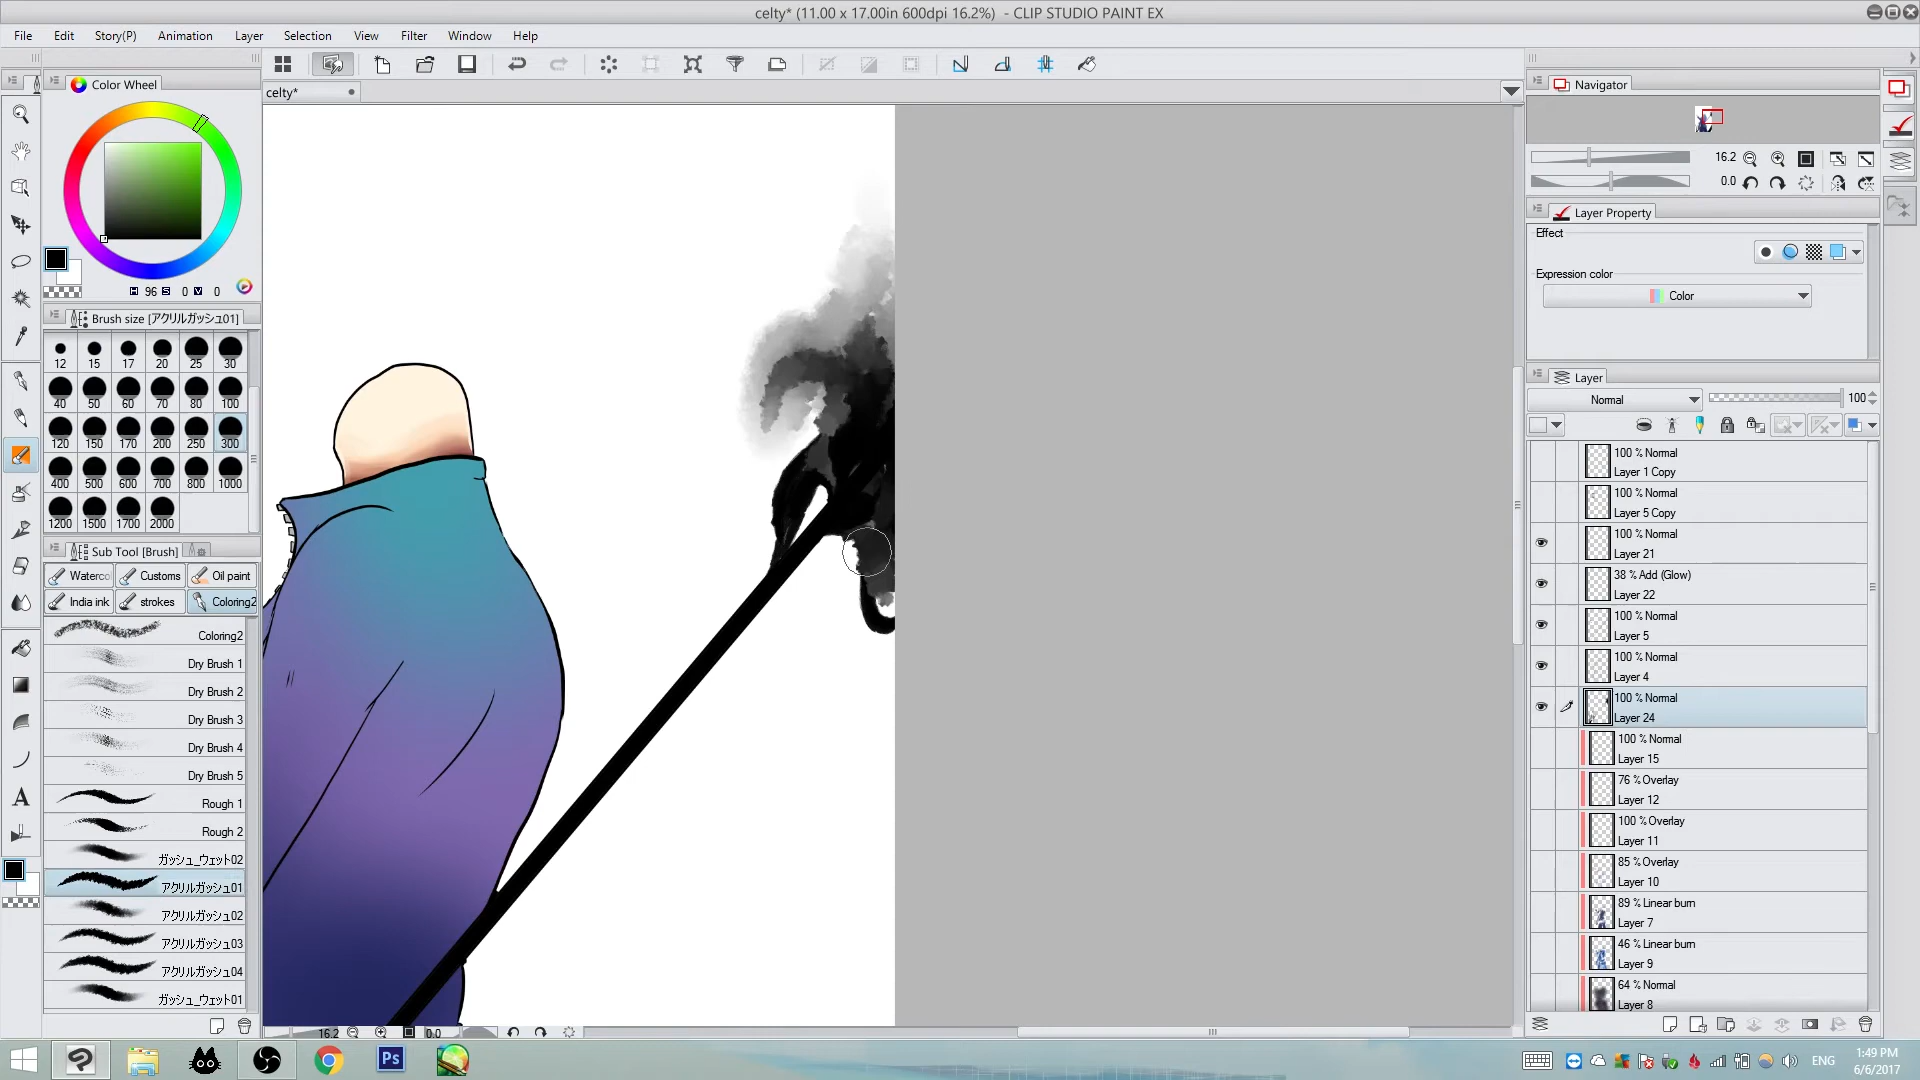 celty* (11.00 x 17.00in 600dpi 16.2%) - CLIP STUDIO PAINT EX
File Edit Story(P) Animation Layer Selection Filter View Window Help
celty*
Color Wheel
H 96 S 0 V 0
Brush size [アクリルガッシュ01]
12 15 17 20 25 30
40 50 60 70 80 100
120 150 170 200 250 300
400 500 600 700 800 1000
1200 1500 1700 2000
Sub Tool [Brush]
Waterco Customs Oil paint
India ink strokes Coloring2
Coloring2
Dry Brush 1
Dry Brush 2
Dry Brush 3
Dry Brush 4
Dry Brush 5
Rough 1
Rough 2
ガッシュ_ウェット02
アクリルガッシュ01
アクリルガッシュ02
アクリルガッシュ03
アクリルガッシュ04
ガッシュ_ウェット01
16.2 0.0
Navigator
16.2
0.0
Layer Property
Effect
Expression color
Color
Layer
Normal 100
100 % Normal
Layer 1 Copy
100 % Normal
Layer 5 Copy
100 % Normal
Layer 21
38 % Add (Glow)
Layer 22
100 % Normal
Layer 5
100 % Normal
Layer 4
100 % Normal
Layer 24
100 % Normal
Layer 15
76 % Overlay
Layer 12
100 % Overlay
Layer 11
85 % Overlay
Layer 10
89 % Linear burn
Layer 7
46 % Linear burn
Layer 9
64 % Normal
Layer 8
Ps
ENG
1:49 PM
6/6/2017